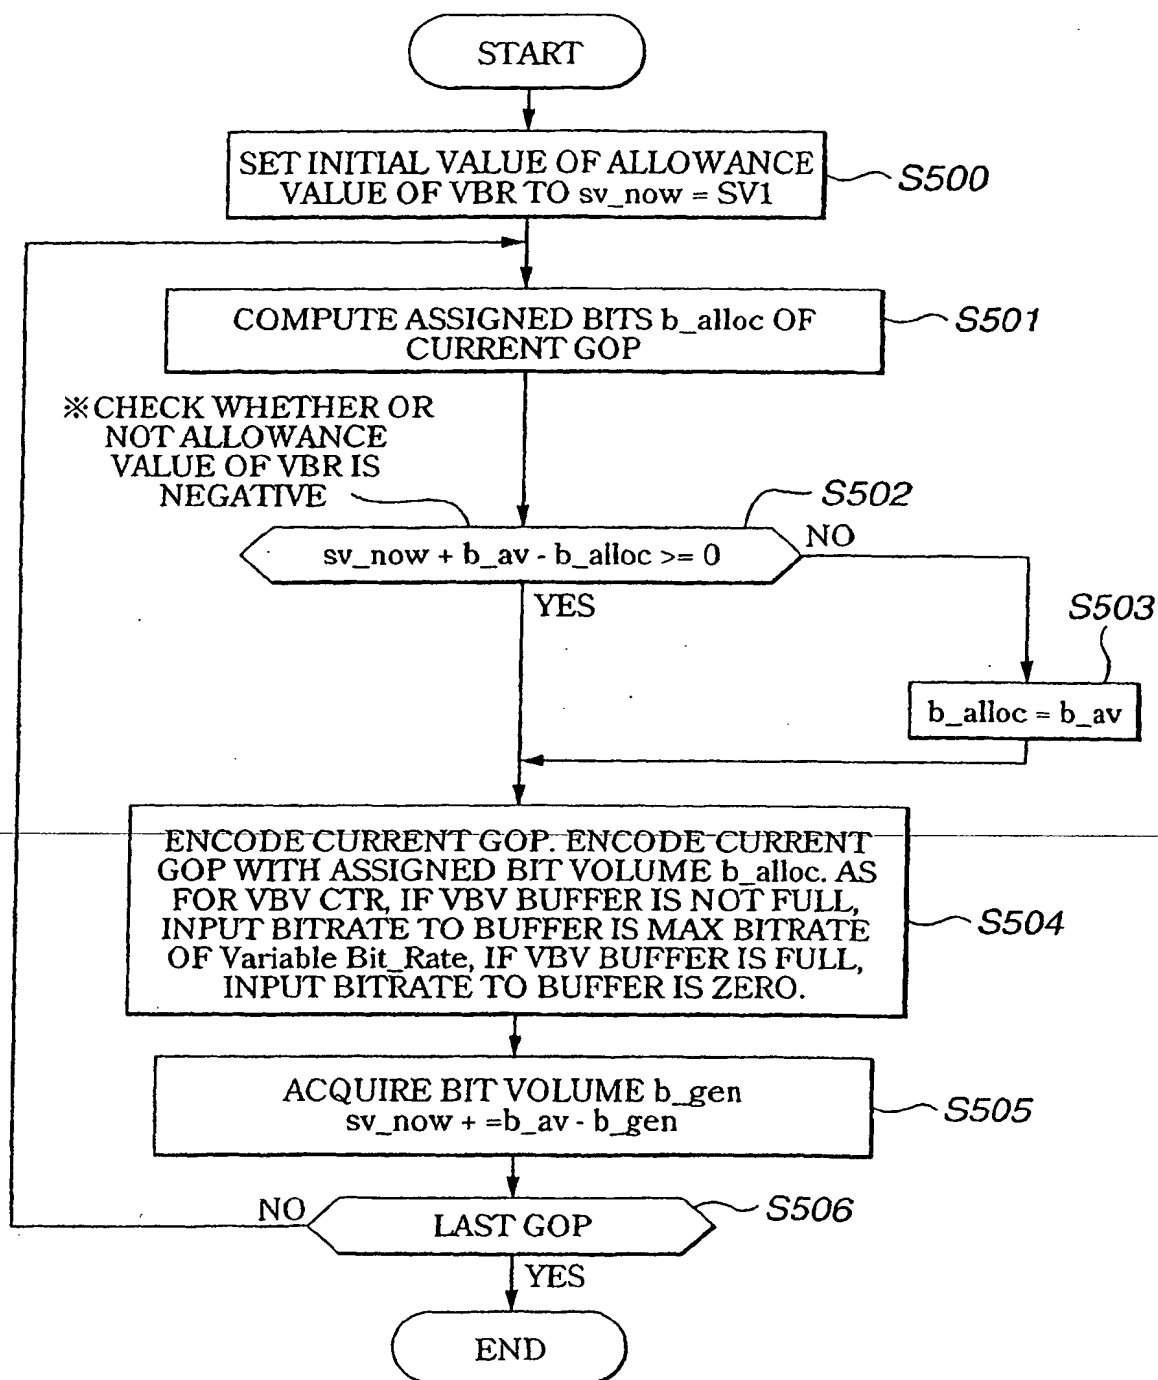 START
SET INITIAL VALUE OF ALLOWANCE
VALUE OF VBR TO sv_now = SV1
S500
COMPUTE ASSIGNED BITS b_alloc OF
CURRENT GOP
S501
※CHECK WHETHER OR
NOT ALLOWANCE
VALUE OF VBR IS
NEGATIVE
S502
sv_now + b_av - b_alloc >= 0
NO
YES
S503
b_alloc = b_av
ENCODE CURRENT GOP. ENCODE CURRENT
GOP WITH ASSIGNED BIT VOLUME b_alloc. AS
FOR VBV CTR, IF VBV BUFFER IS NOT FULL,
INPUT BITRATE TO BUFFER IS MAX BITRATE
OF Variable Bit_Rate, IF VBV BUFFER IS FULL,
INPUT BITRATE TO BUFFER IS ZERO.
S504
ACQUIRE BIT VOLUME b_gen
sv_now + =b_av - b_gen
S505
NO
LAST GOP
S506
YES
END